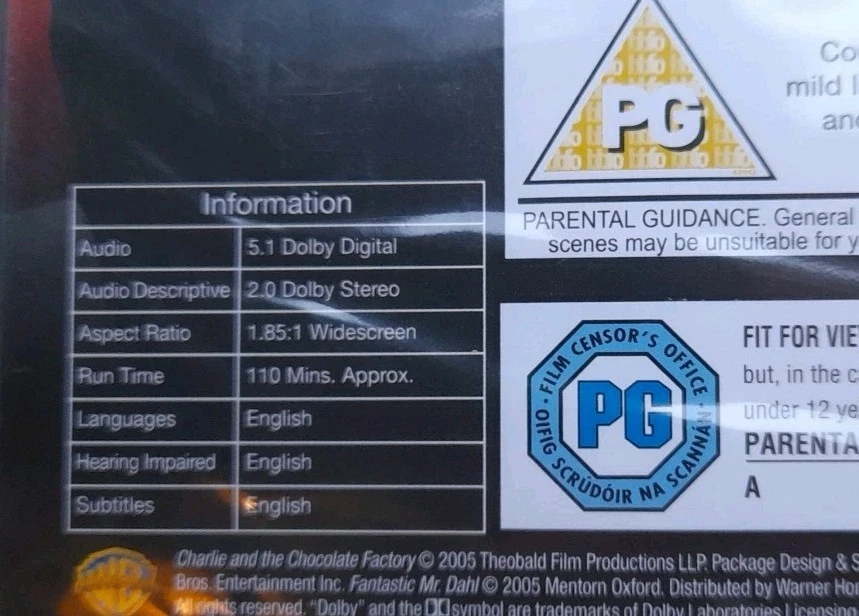 Information
Audio 5.1 Dolby Digital
Audio Descriptive 2.0 Dolby Stereo
Aspect Ratio 1.85:1 Widescreen
Run Time 110 Mins. Approx.
Languages English
Hearing Impaired English
Subtitles English
PG
Co
mild l
and
PARENTAL GUIDANCE. General
scenes may be unsuitable for y
FILM CENSOR'S OFFICE
PG
OIFIG SCRÚDÓIR NA SCANNÁN
FIT FOR VIE
but, in the c
under 12 ye
PARENTA
A
Charlie and the Chocolate Factory © 2005 Theobald Film Productions LLP. Package Design & S
Bros. Entertainment Inc. Fantastic Mr. Dahl © 2005 Mentorn Oxford. Distributed by Warner Ho
All rights reserved. "Dolby" and the symbol are trademarks of Dolby Laboratories Licensing